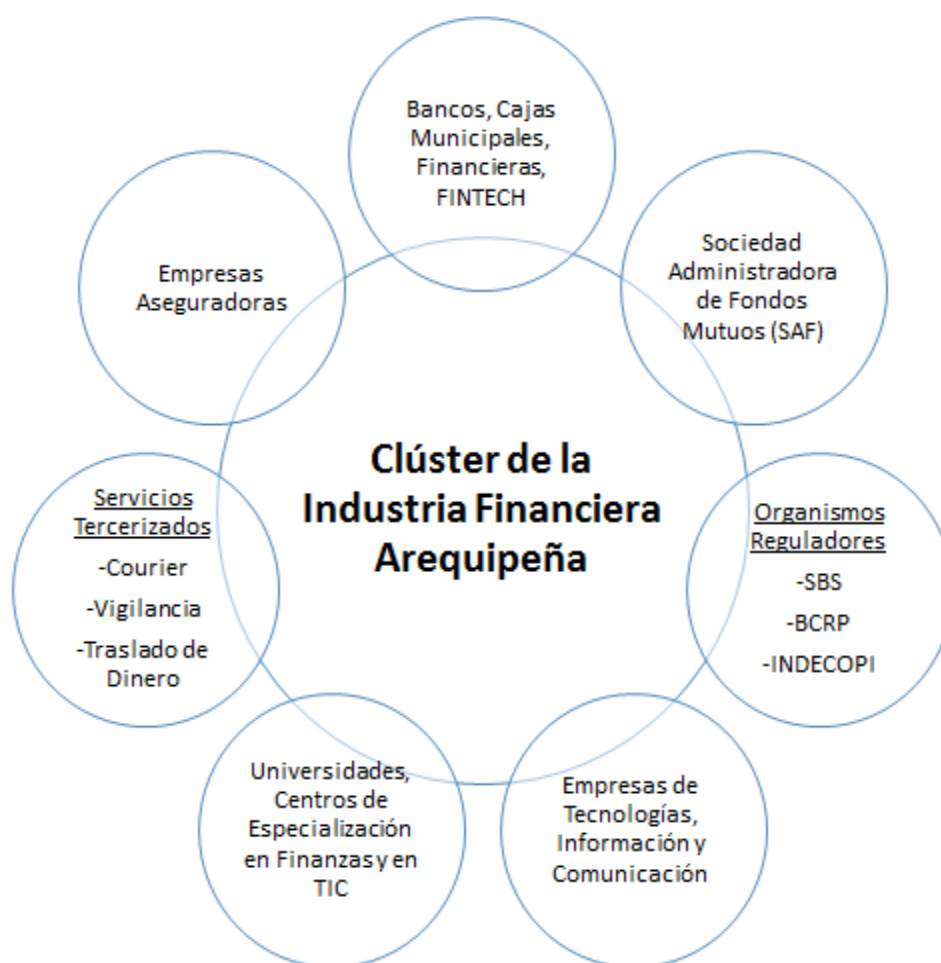 Bancos, Cajas
Municipales,
Financieras,
FINTECH
Sociedad
Administradora
de Fondos
Mutuos (SAF)
Empresas
Aseguradoras
Clúster de la
Industria Financiera
Arequipeña
Servicios
Tercerizados
-Courier
-Vigilancia
-Traslado de
Dinero
Organismos
Reguladores
-SBS
-BCRP
-INDECOPI
Universidades,
Centros de
Especialización
en Finanzas y en
TIC
Empresas de
Tecnologías,
Información y
Comunicación